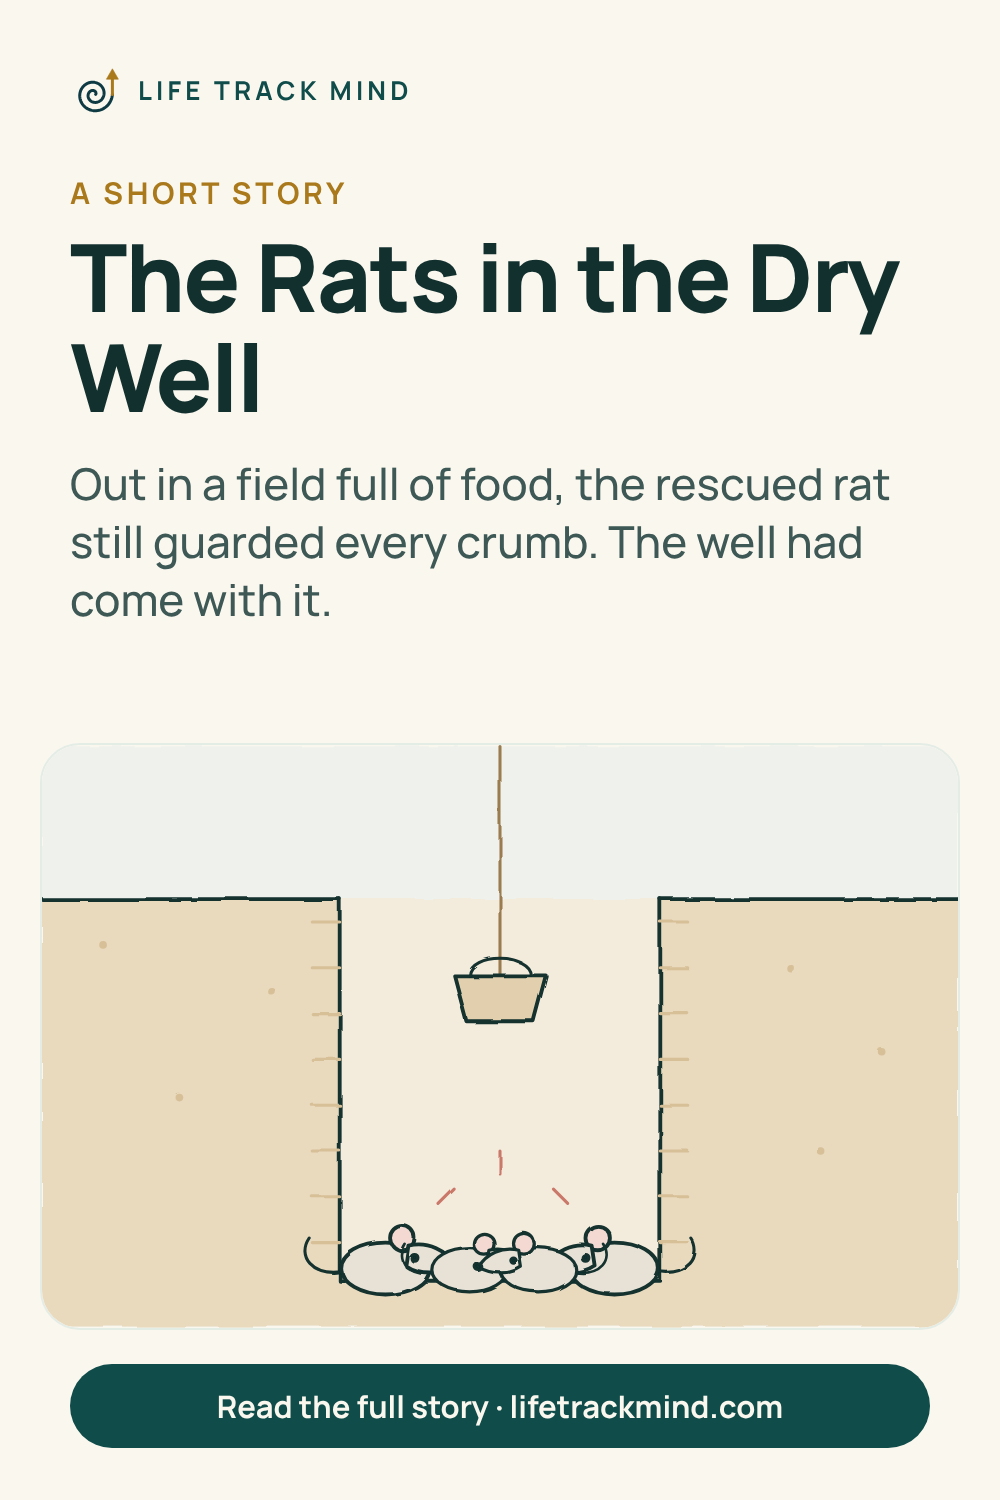 LIFE TRACK MIND
A SHORT STORY
The Rats in the Dry
Well
Out in a field full of food, the rescued rat
still guarded every crumb. The well had
come with it.
Read the full story · lifetrackmind.com